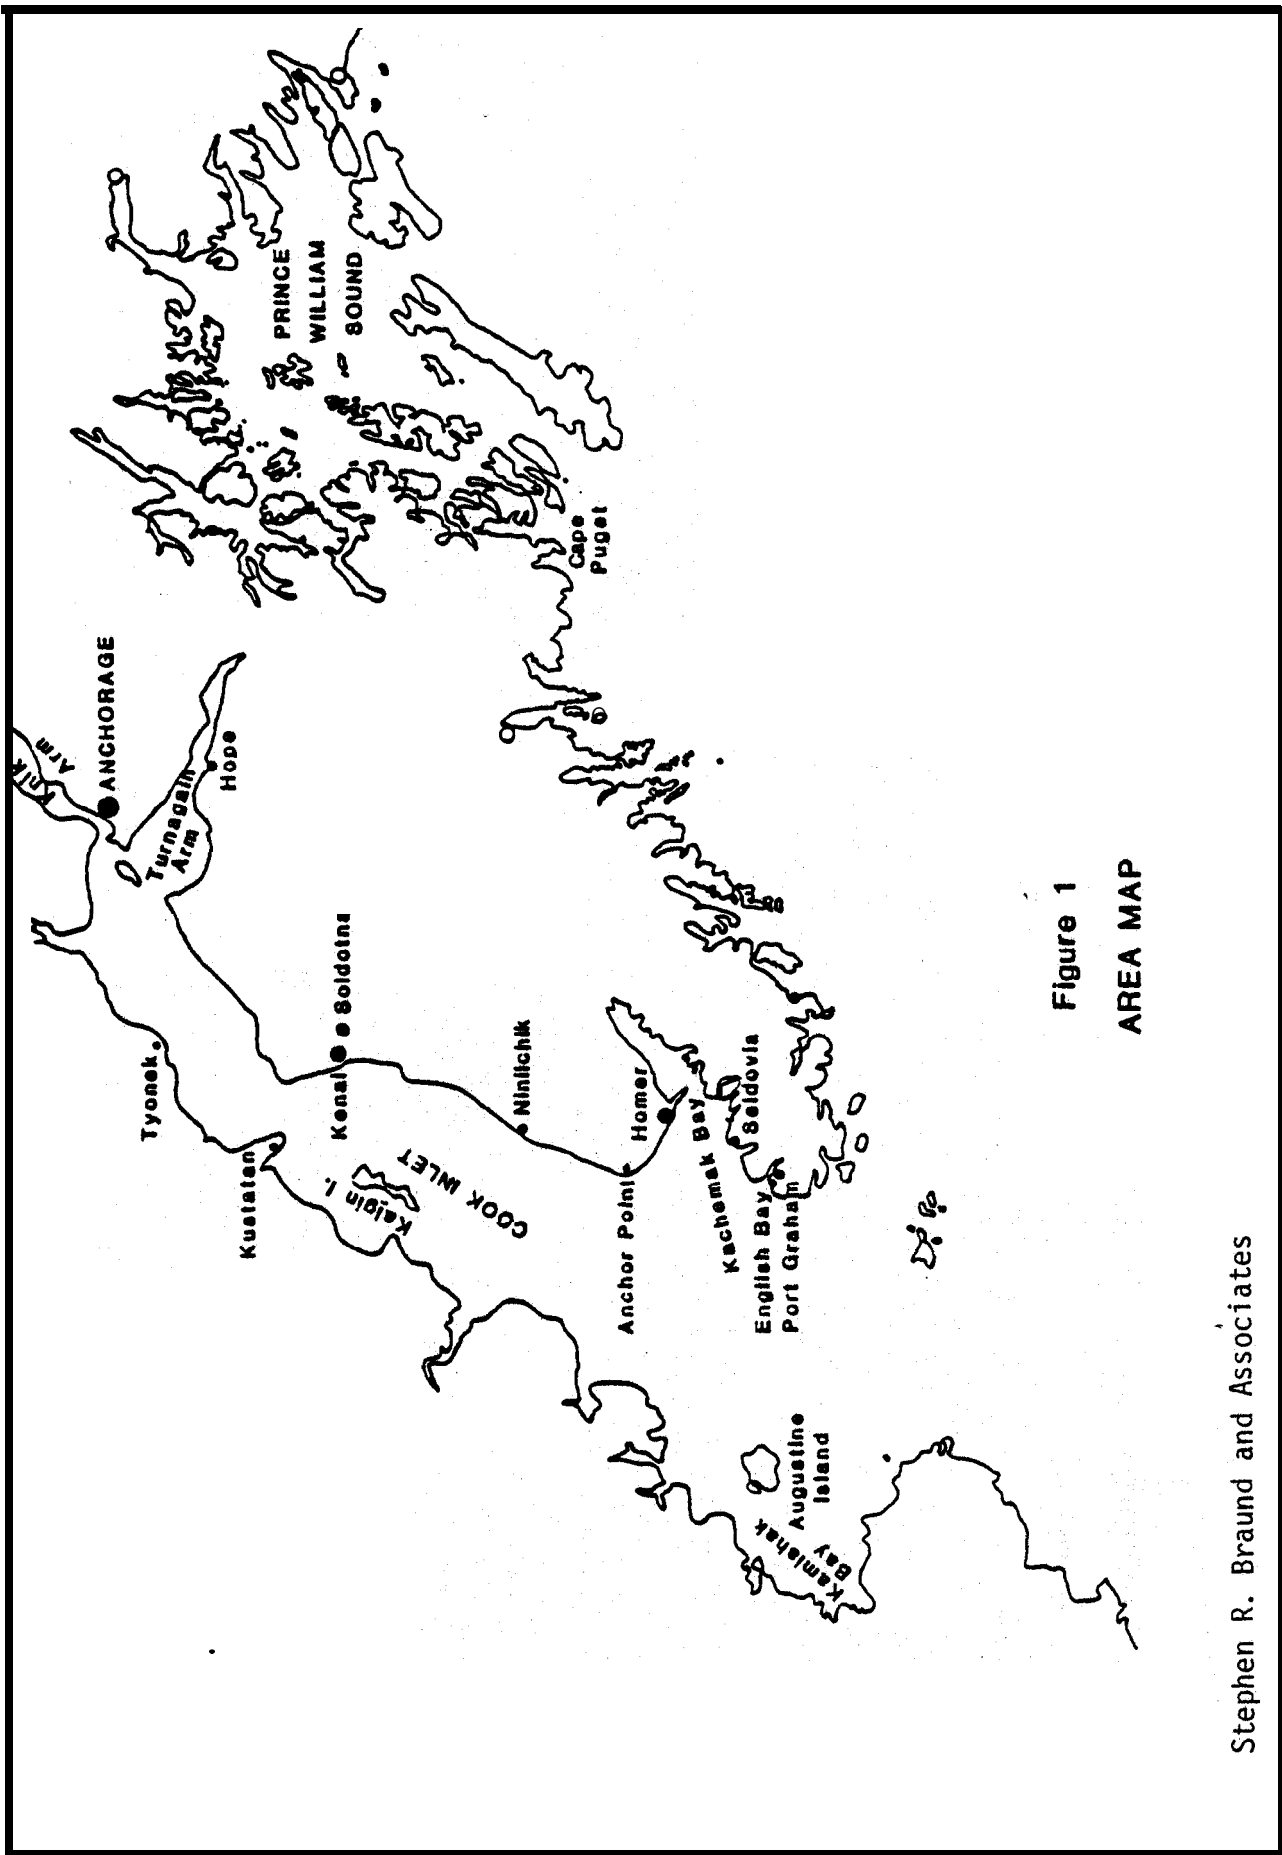 Knik
Arm
ANCHORAGE
Turnagain
Arm
Hope
PRINCE
WILLIAM
SOUND
Cape
Puget
Tyonek
Kustatan
Kenai
Soldotna
Kalgin I.
COOK INLET
Ninilchik
Anchor Point
Homer
Kachemak Bay
Seldovia
English Bay
Port Graham
Augustine
Island
Kamishak
Bay
Figure 1
AREA MAP
Stephen R. Braund and Associates